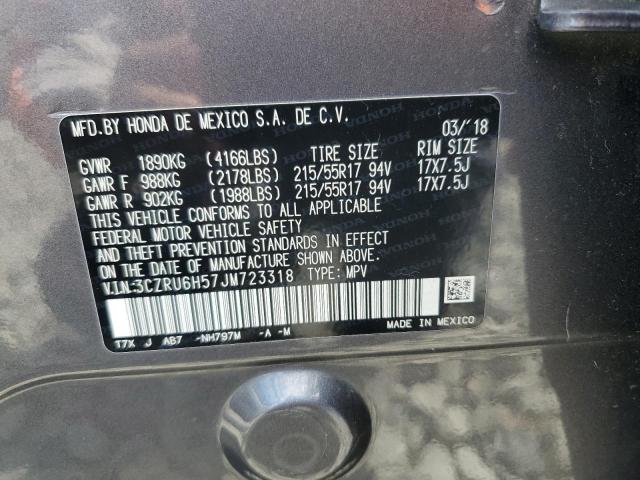 MFD.BY HONDA DE MEXICO S.A. DE C.V. 03/'18
GVWR 1890KG (4166LBS) TIRE SIZE RIM SIZE
GAWR F 988KG (2178LBS) 215/55R17 94V 17X7.5J
GAWR R 902KG (1988LBS) 215/55R17 94V 17X7.5J
THIS VEHICLE CONFORMS TO ALL APPLICABLE
FEDERAL MOTOR VEHICLE SAFETY
AND THEFT PREVENTION STANDARDS IN EFFECT
ON THE DATE OF MANUFACTURE SHOWN ABOVE.
V.I.N:3CZRU6H57JM723318 TYPE: MPV
T7X J AB7 -NH797M -A -M
MADE IN MEXICO